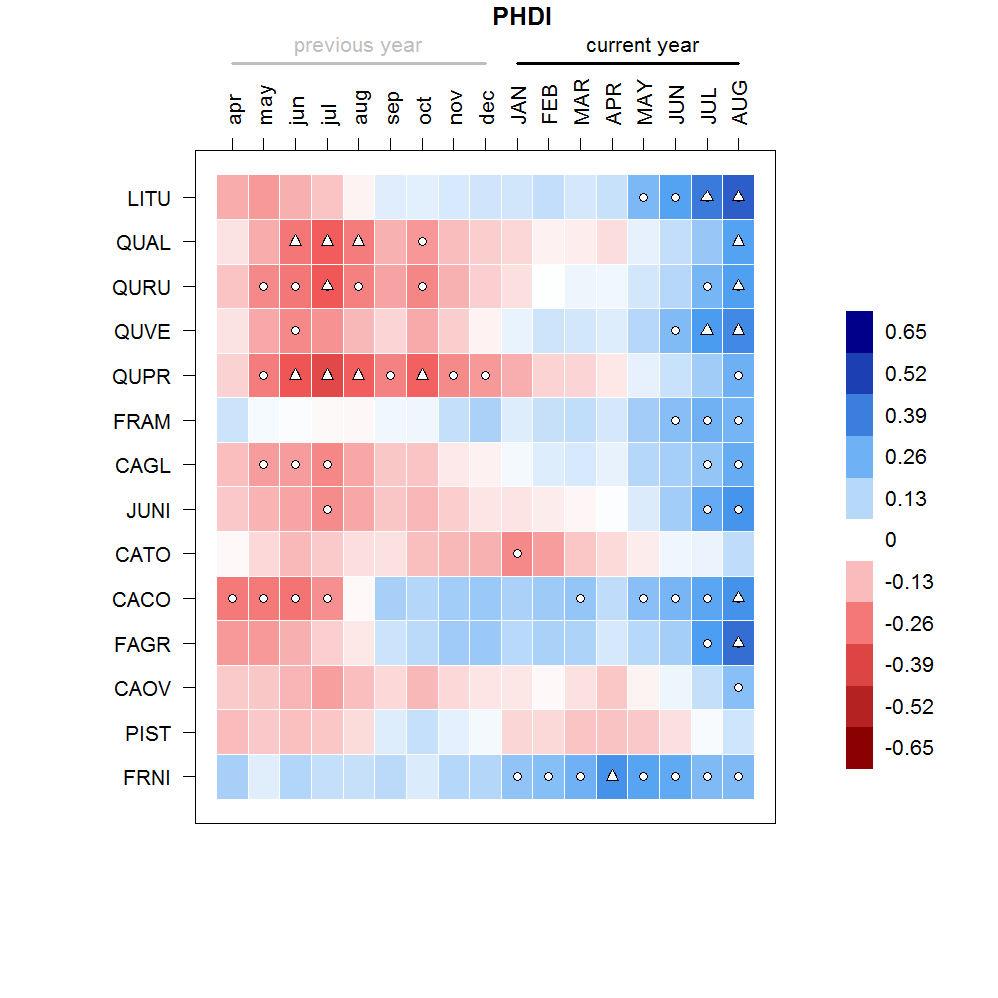 PHDI
previous year current year
apr may jun jul aug sep oct nov dec JAN FEB MAR APR MAY JUN JUL AUG
LITU
QUAL
QURU
QUVE
QUPR
FRAM
CAGL
JUNI
CATO
CACO
FAGR
CAOV
PIST
FRNI
0.65
0.52
0.39
0.26
0.13
0
-0.13
-0.26
-0.39
-0.52
-0.65